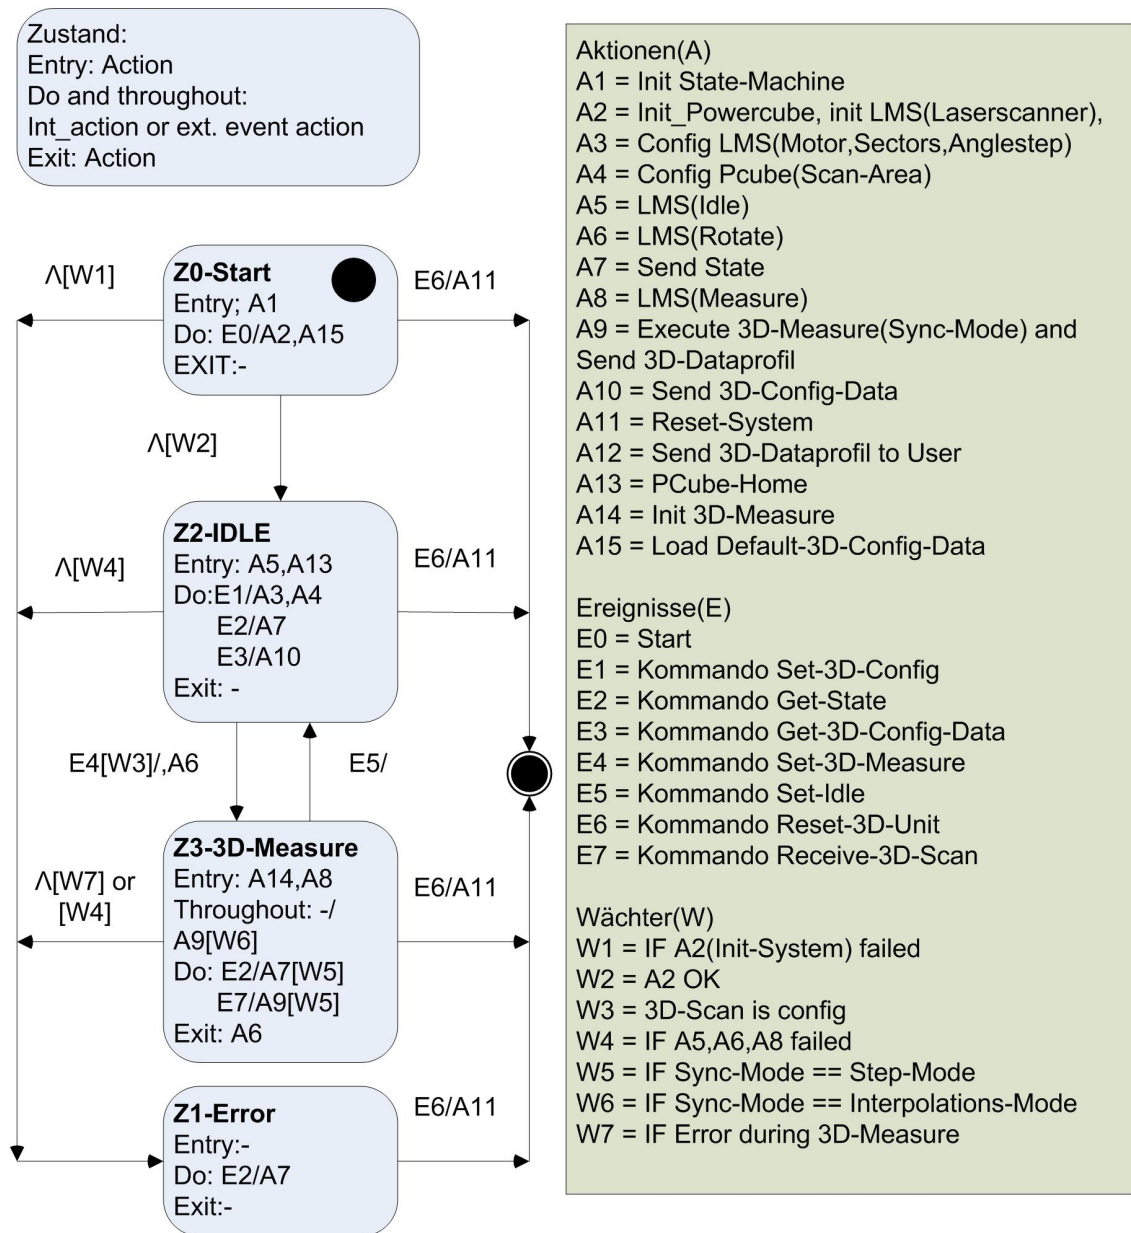 Zustand:
Entry: Action
Do and throughout:
Int_action or ext. event action
Exit: Action
Λ[W1]
Z0-Start
Entry; A1
Do: E0/A2,A15
EXIT:-
E6/A11
Λ[W2]
Λ[W4]
Z2-IDLE
Entry: A5,A13
Do:E1/A3,A4
E2/A7
E3/A10
Exit: -
E6/A11
E4[W3]/,A6
E5/
Λ[W7] or
[W4]
Z3-3D-Measure
Entry: A14,A8
Throughout: -/
A9[W6]
Do: E2/A7[W5]
E7/A9[W5]
Exit: A6
E6/A11
Z1-Error
Entry:-
Do: E2/A7
Exit:-
E6/A11
Aktionen(A)
A1 = Init State-Machine
A2 = Init_Powercube, init LMS(Laserscanner),
A3 = Config LMS(Motor,Sectors,Anglestep)
A4 = Config Pcube(Scan-Area)
A5 = LMS(Idle)
A6 = LMS(Rotate)
A7 = Send State
A8 = LMS(Measure)
A9 = Execute 3D-Measure(Sync-Mode) and
Send 3D-Dataprofil
A10 = Send 3D-Config-Data
A11 = Reset-System
A12 = Send 3D-Dataprofil to User
A13 = PCube-Home
A14 = Init 3D-Measure
A15 = Load Default-3D-Config-Data
Ereignisse(E)
E0 = Start
E1 = Kommando Set-3D-Config
E2 = Kommando Get-State
E3 = Kommando Get-3D-Config-Data
E4 = Kommando Set-3D-Measure
E5 = Kommando Set-Idle
E6 = Kommando Reset-3D-Unit
E7 = Kommando Receive-3D-Scan
Wächter(W)
W1 = IF A2(Init-System) failed
W2 = A2 OK
W3 = 3D-Scan is config
W4 = IF A5,A6,A8 failed
W5 = IF Sync-Mode == Step-Mode
W6 = IF Sync-Mode == Interpolations-Mode
W7 = IF Error during 3D-Measure